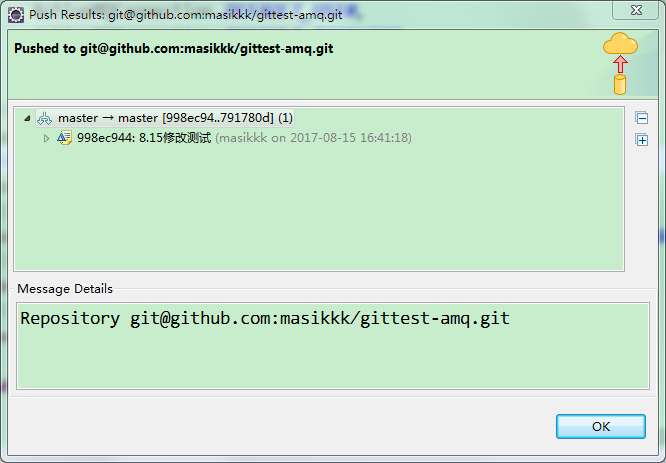 Push Results: git@github.com:masikkk/gittest-amq.git
Pushed to git@github.com:masikkk/gittest-amq.git
master → master [998ec94..791780d] (1)
998ec944: 8.15修改测试 (masikkk on 2017-08-15 16:41:18)
Message Details
Repository git@github.com:masikkk/gittest-amq.git
OK